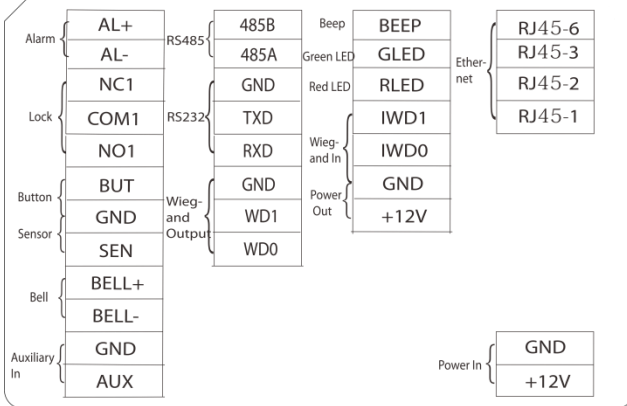 Alarm
AL+
AL-
Lock
NC1
COM1
NO1
Button
Sensor
BUT
GND
SEN
Bell
BELL+
BELL-
Auxiliary
In
GND
AUX
RS485
485B
485A
RS232
GND
TXD
RXD
Wieg-
and
Output
GND
WD1
WD0
Beep
BEEP
Green LED
GLED
Red LED
RLED
Wieg-
and In
IWD1
IWD0
Power
Out
GND
+12V
Ether-
net
RJ45-6
RJ45-3
RJ45-2
RJ45-1
Power In
GND
+12V